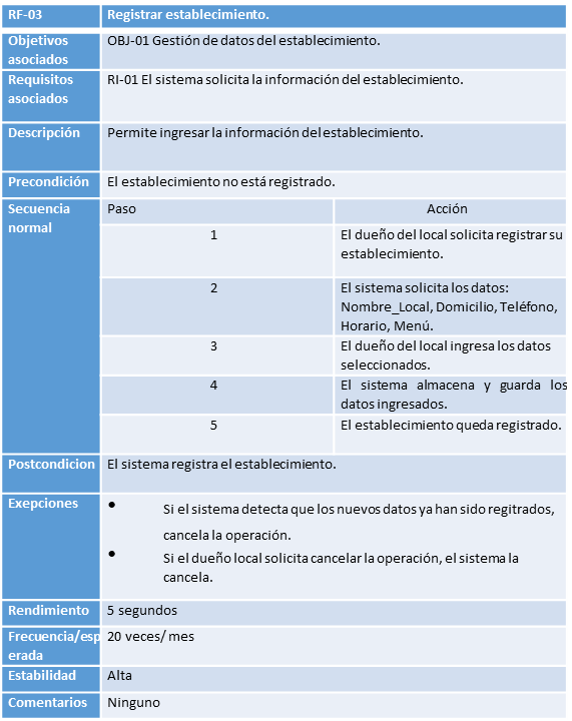 RF-03 Registrar establecimiento.
Objetivos OBJ-01 Gestión de datos del establecimiento.
asociados
Requisitos RI-01 El sistema solicita la información del establecimiento.
asociados
Descripción Permite ingresar la información del establecimiento.
Precondición El establecimiento no está registrado.
Secuencia Paso Acción
normal
1 El dueño del local solicita registrar su
establecimiento.
2 El sistema solicita los datos:
Nombre_Local, Domicilio, Teléfono,
Horario, Menú.
3 El dueño del local ingresa los datos
seleccionados.
4 El sistema almacena y guarda los
datos ingresados.
5 El establecimiento queda registrado.
Postcondicion El sistema registra el establecimiento.
Exepciones • Si el sistema detecta que los nuevos datos ya han sido regitrados,
cancela la operación.
• Si el dueño local solicita cancelar la operación, el sistema la
cancela.
Rendimiento 5 segundos
Frecuencia/esp 20 veces/ mes
erada
Estabilidad Alta
Comentarios Ninguno